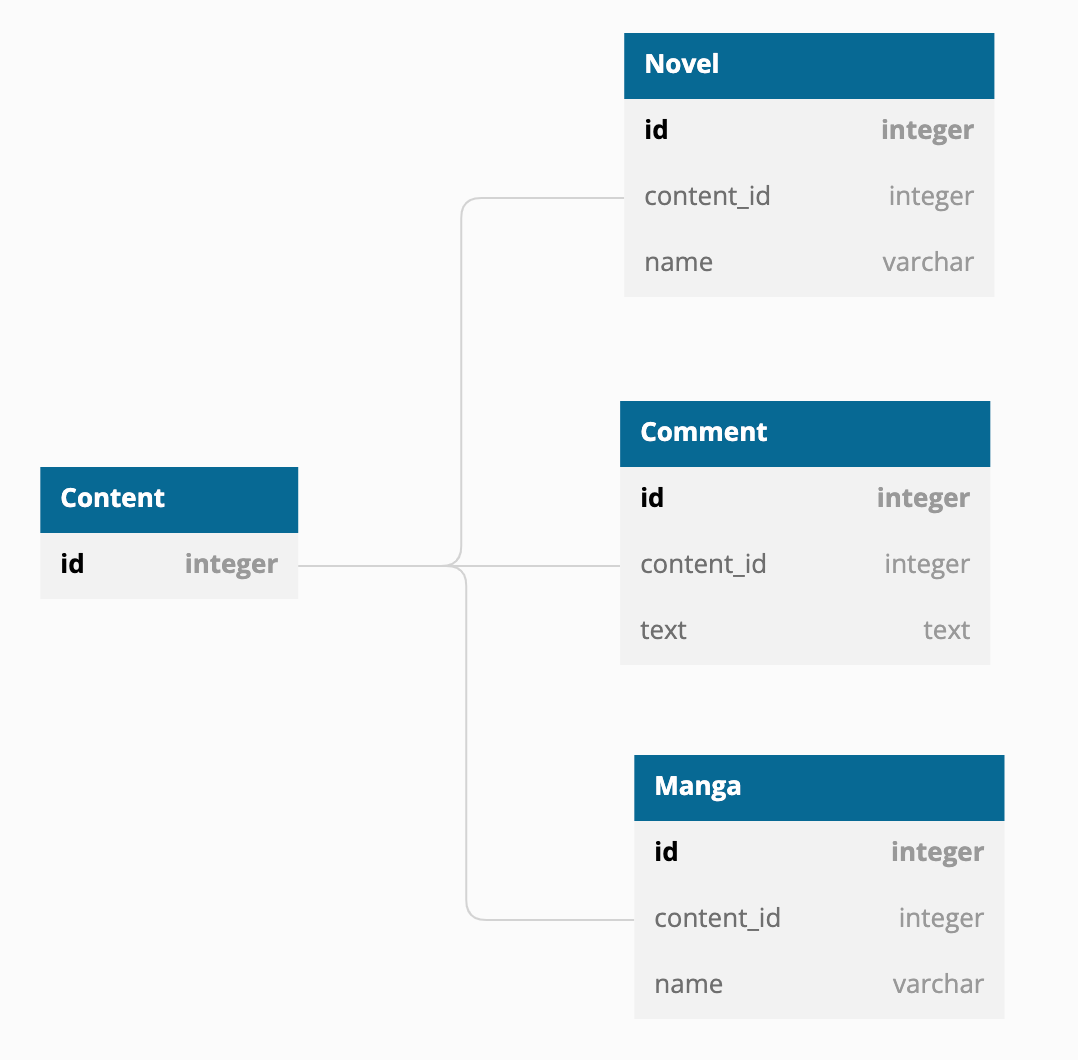 Novel
id integer
content_id integer
name varchar
Comment
id integer
content_id integer
text text
Content
id integer
Manga
id integer
content_id integer
name varchar